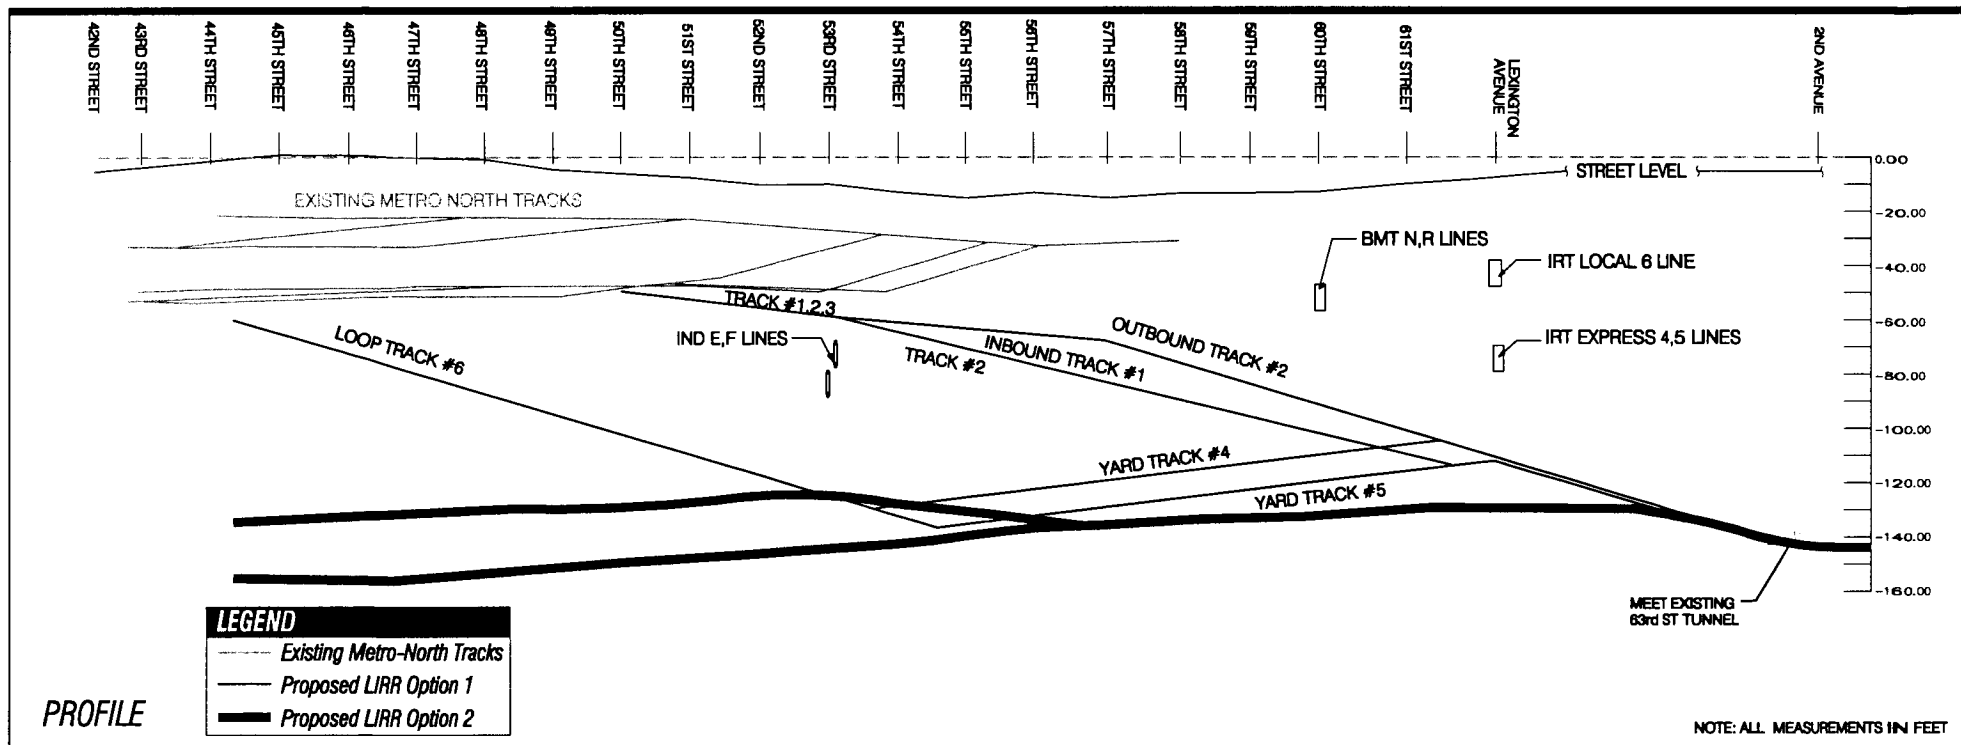 42ND STREET
43RD STREET
44TH STREET
45TH STREET
46TH STREET
47TH STREET
48TH STREET
49TH STREET
50TH STREET
51ST STREET
52ND STREET
53RD STREET
54TH STREET
55TH STREET
56TH STREET
57TH STREET
58TH STREET
59TH STREET
60TH STREET
61ST STREET
LEXINGTON
AVENUE
2ND AVENUE
0.00
STREET LEVEL
EXISTING METRO NORTH TRACKS
-20.00
BMT N,R LINES
IRT LOCAL 6 LINE
-40.00
TRACK #1,2,3
-60.00
LOOP TRACK #6
IND E,F LINES
TRACK #2
INBOUND TRACK #1
OUTBOUND TRACK #2
IRT EXPRESS 4,5 LINES
-80.00
-100.00
YARD TRACK #4
YARD TRACK #5
-120.00
-140.00
-160.00
MEET EXISTING
63rd ST TUNNEL
LEGEND
Existing Metro-North Tracks
Proposed LIRR Option 1
Proposed LIRR Option 2
PROFILE
NOTE: ALL MEASUREMENTS IIN FEET